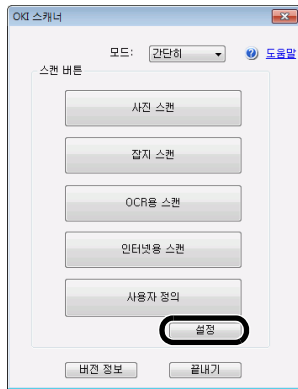 OKI 스캐너
모드: 간단히 도움말
스캔 버튼
사진 스캔
잡지 스캔
OCR용 스캔
인터넷용 스캔
사용자 정의
설정
버전 정보 끝내기